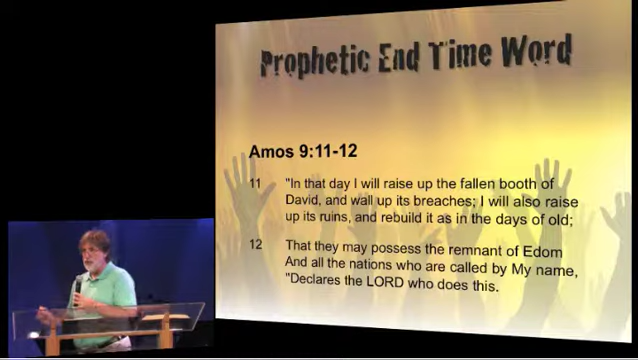 Prophetic End Time Word
Amos 9:11-12
11 "In that day I will raise up the fallen booth of
David, and wall up its breaches; I will also raise
up its ruins, and rebuild it as in the days of old;
12 That they may possess the remnant of Edom
And all the nations who are called by My name,
"Declares the LORD who does this.